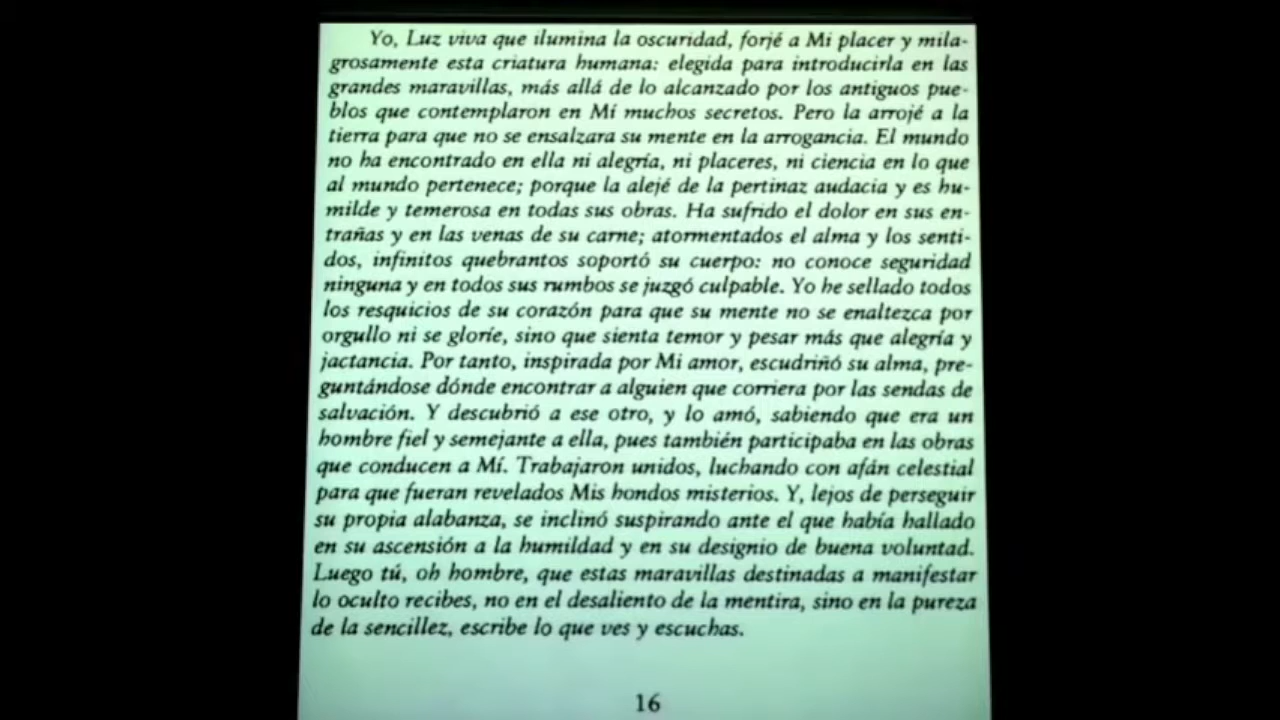 Yo, Luz viva que ilumina la oscuridad, forjé a Mi placer y mila-
grosamente esta criatura humana: elegida para introducirla en las
grandes maravillas, más allá de lo alcanzado por los antiguos pue-
blos que contemplaron en Mí muchos secretos. Pero la arrojé a la
tierra para que no se ensalzara su mente en la arrogancia. El mundo
no ha encontrado en ella ni alegría, ni placeres, ni ciencia en lo que
al mundo pertenece; porque la alejé de la pertinaz audacia y es hu-
milde y temerosa en todas sus obras. Ha sufrido el dolor en sus en-
trañas y en las venas de su carne; atormentados el alma y los senti-
dos, infinitos quebrantos soportó su cuerpo: no conoce seguridad
ninguna y en todos sus rumbos se juzgó culpable. Yo he sellado todos
los resquicios de su corazón para que su mente no se enaltezca por
orgullo ni se gloríe, sino que sienta temor y pesar más que alegría y
jactancia. Por tanto, inspirada por Mi amor, escudriñó su alma, pre-
guntándose dónde encontrar a alguien que corriera por las sendas de
salvación. Y descubrió a ese otro, y lo amó, sabiendo que era un
hombre fiel y semejante a ella, pues también participaba en las obras
que conducen a Mí. Trabajaron unidos, luchando con afán celestial
para que fueran revelados Mis hondos misterios. Y, lejos de perseguir
su propia alabanza, se inclinó suspirando ante el que había hallado
en su ascensión a la humildad y en su designio de buena voluntad.
Luego tú, oh hombre, que estas maravillas destinadas a manifestar
lo oculto recibes, no en el desaliento de la mentira, sino en la pureza
de la sencillez, escribe lo que ves y escuchas.
16